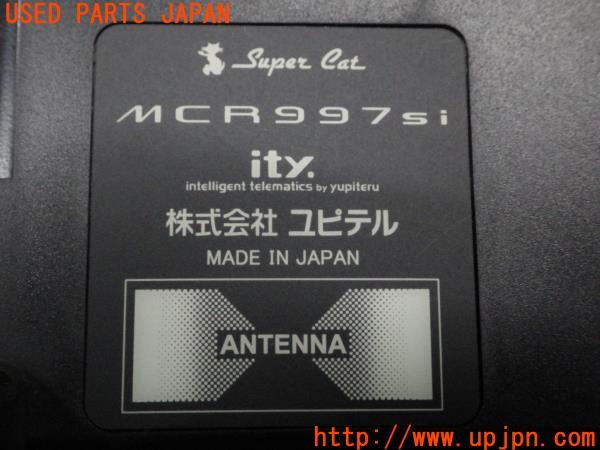 USED PARTS JAPAN
Super Cat
MCR997si
ity.
intelligent telematics by yupiteru
株式会社 ユピテル
MADE IN JAPAN
ANTENNA
http://www.upjpn.com/